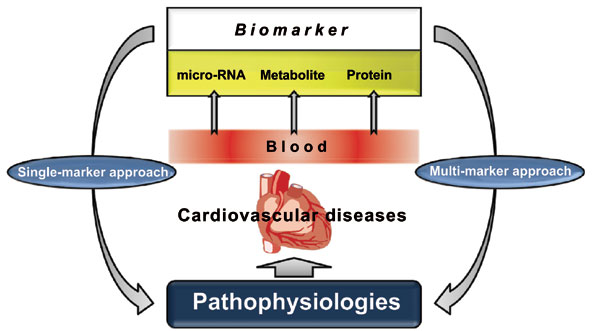 Biomarker
micro-RNA Metabolite Protein
Blood
Single-marker approach
Multi-marker approach
Cardiovascular diseases
Pathophysiologies